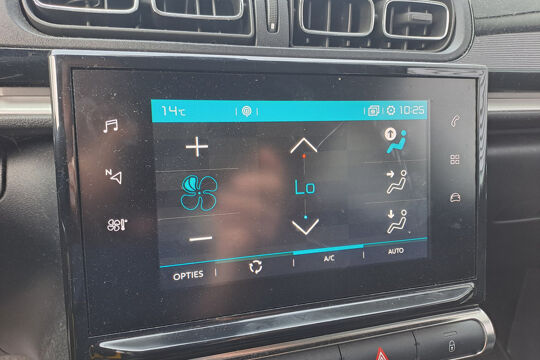 14°C 10:25
N
+
Lo
−
OPTIES A/C AUTO